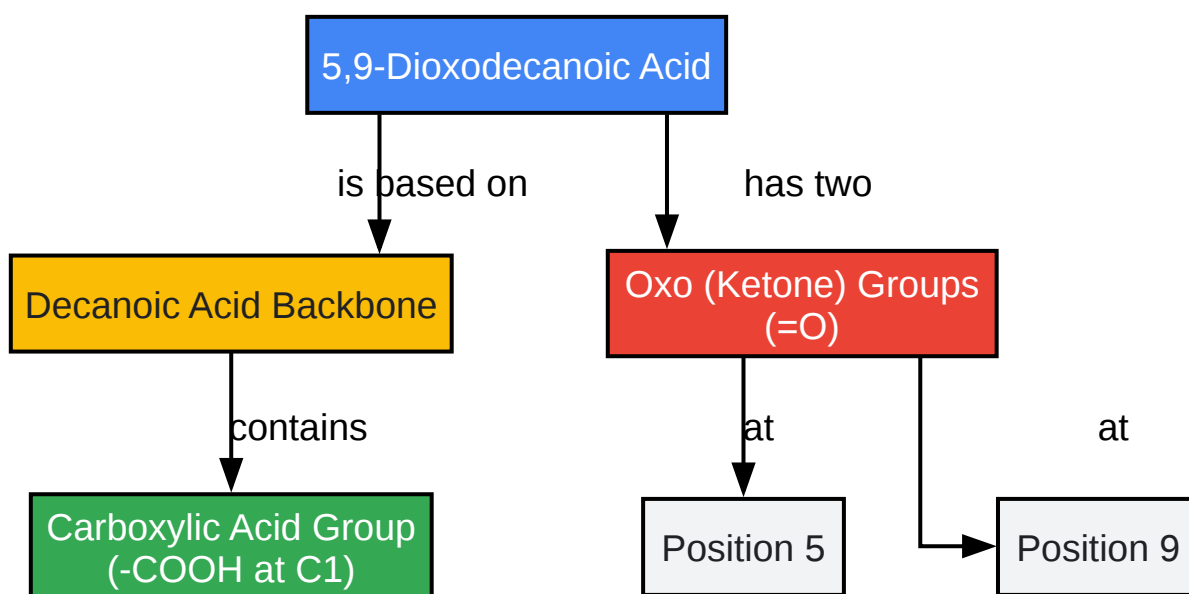 5,9-Dioxodecanoic Acid
is based on
has two
Decanoic Acid Backbone
Oxo (Ketone) Groups
(=O)
contains
at
at
Carboxylic Acid Group
(-COOH at C1)
Position 5
Position 9